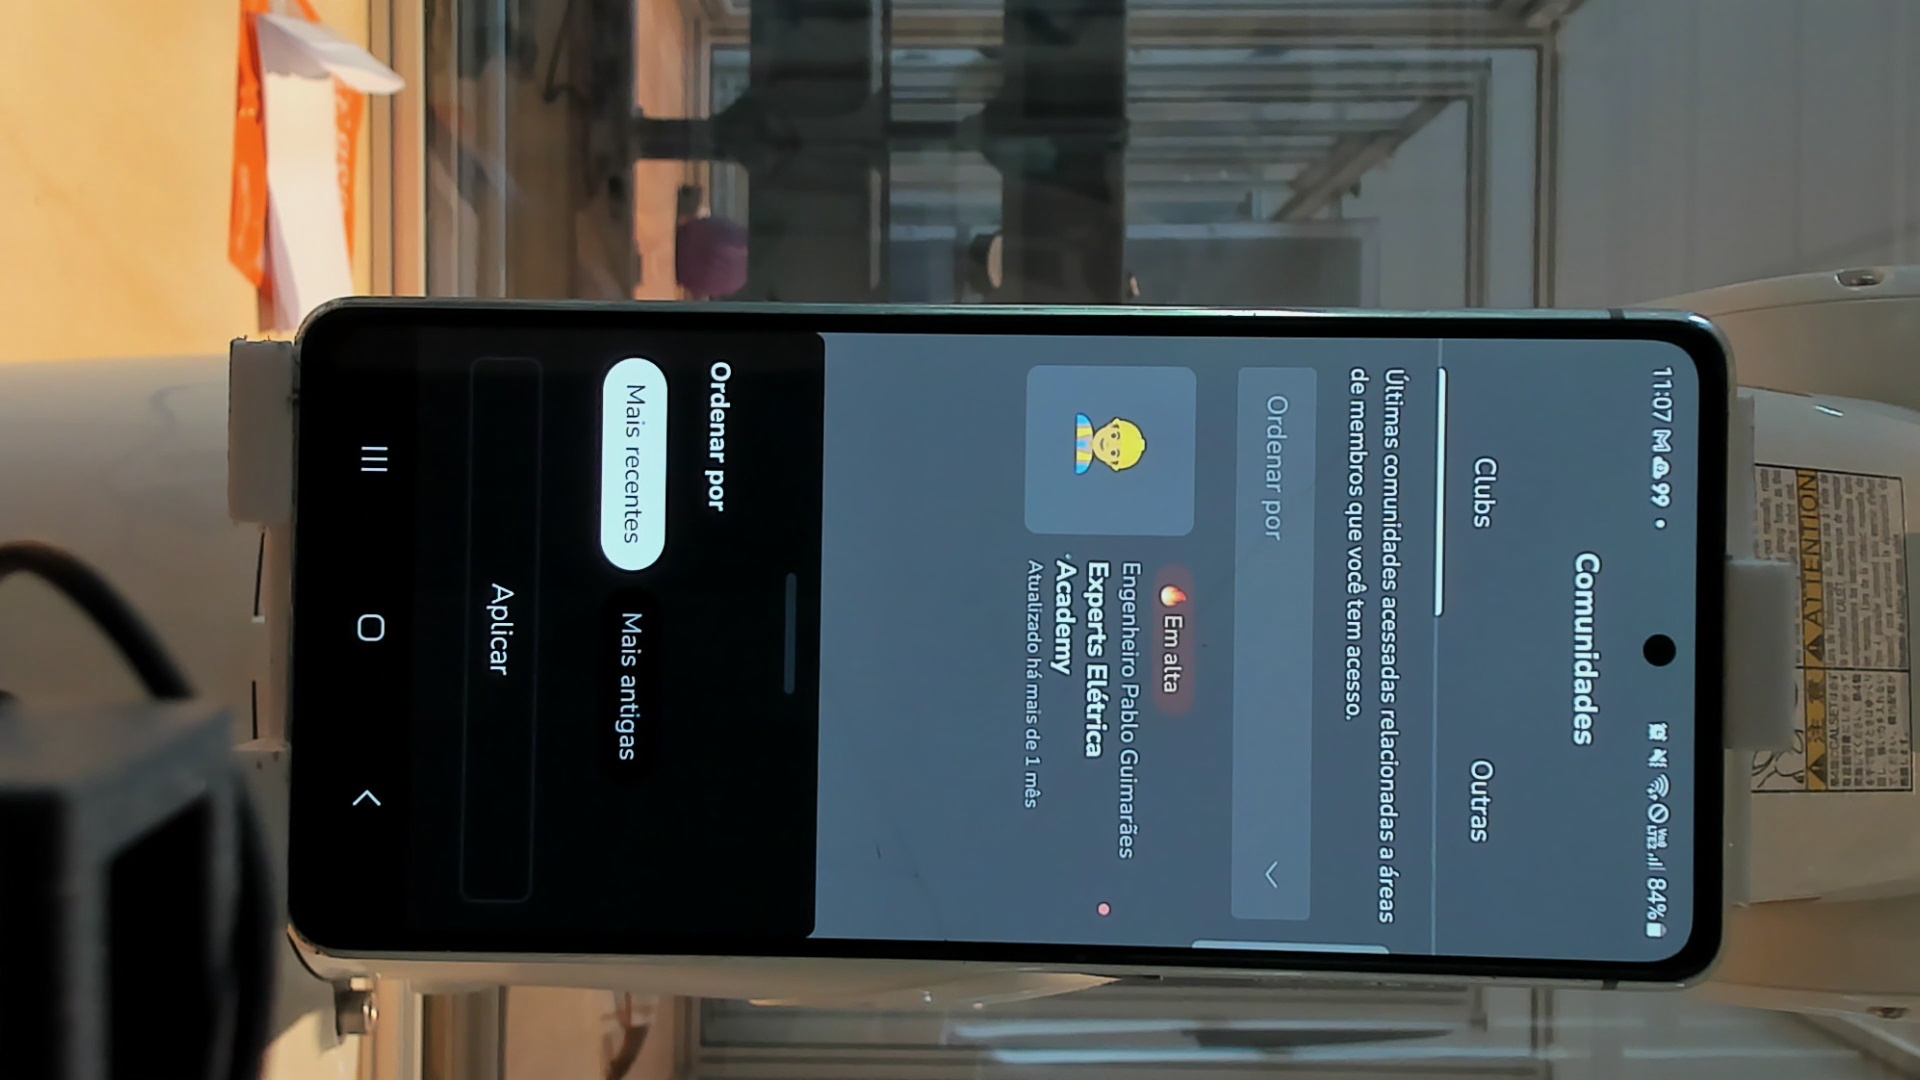 11:07 99 84%
Comunidades
Clubs Outras
Últimas comunidades acessadas relacionadas a áreas
de membros que você tem acesso.
Ordenar por
🔥 Em alta
Engenheiro Pablo Guimarães
Experts Elétrica
Academy
Atualizado há mais de 1 mês
Ordenar por
Mais recentes Mais antigas
Aplicar
ATTENTION